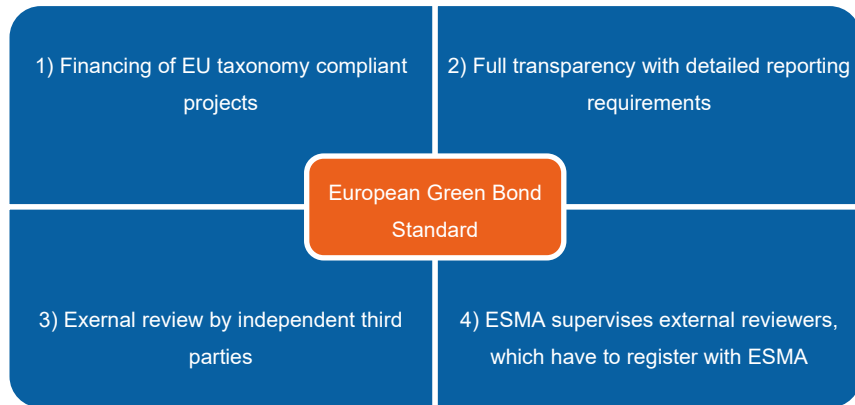 1) Financing of EU taxonomy compliant
projects
2) Full transparency with detailed reporting
requirements
European Green Bond
Standard
3) Exernal review by independent third
parties
4) ESMA supervises external reviewers,
which have to register with ESMA